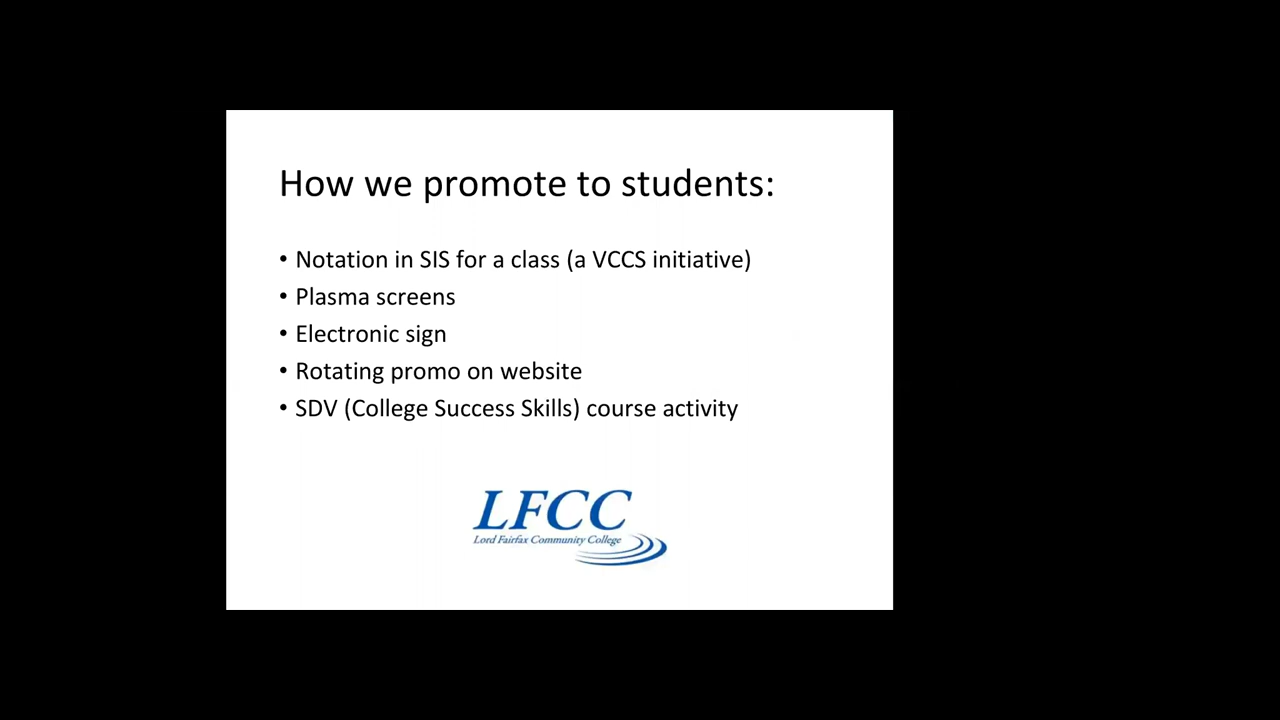 How we promote to students:
• Notation in SIS for a class (a VCCS initiative)
• Plasma screens
• Electronic sign
• Rotating promo on website
• SDV (College Success Skills) course activity
LFCC
Lord Fairfax Community College